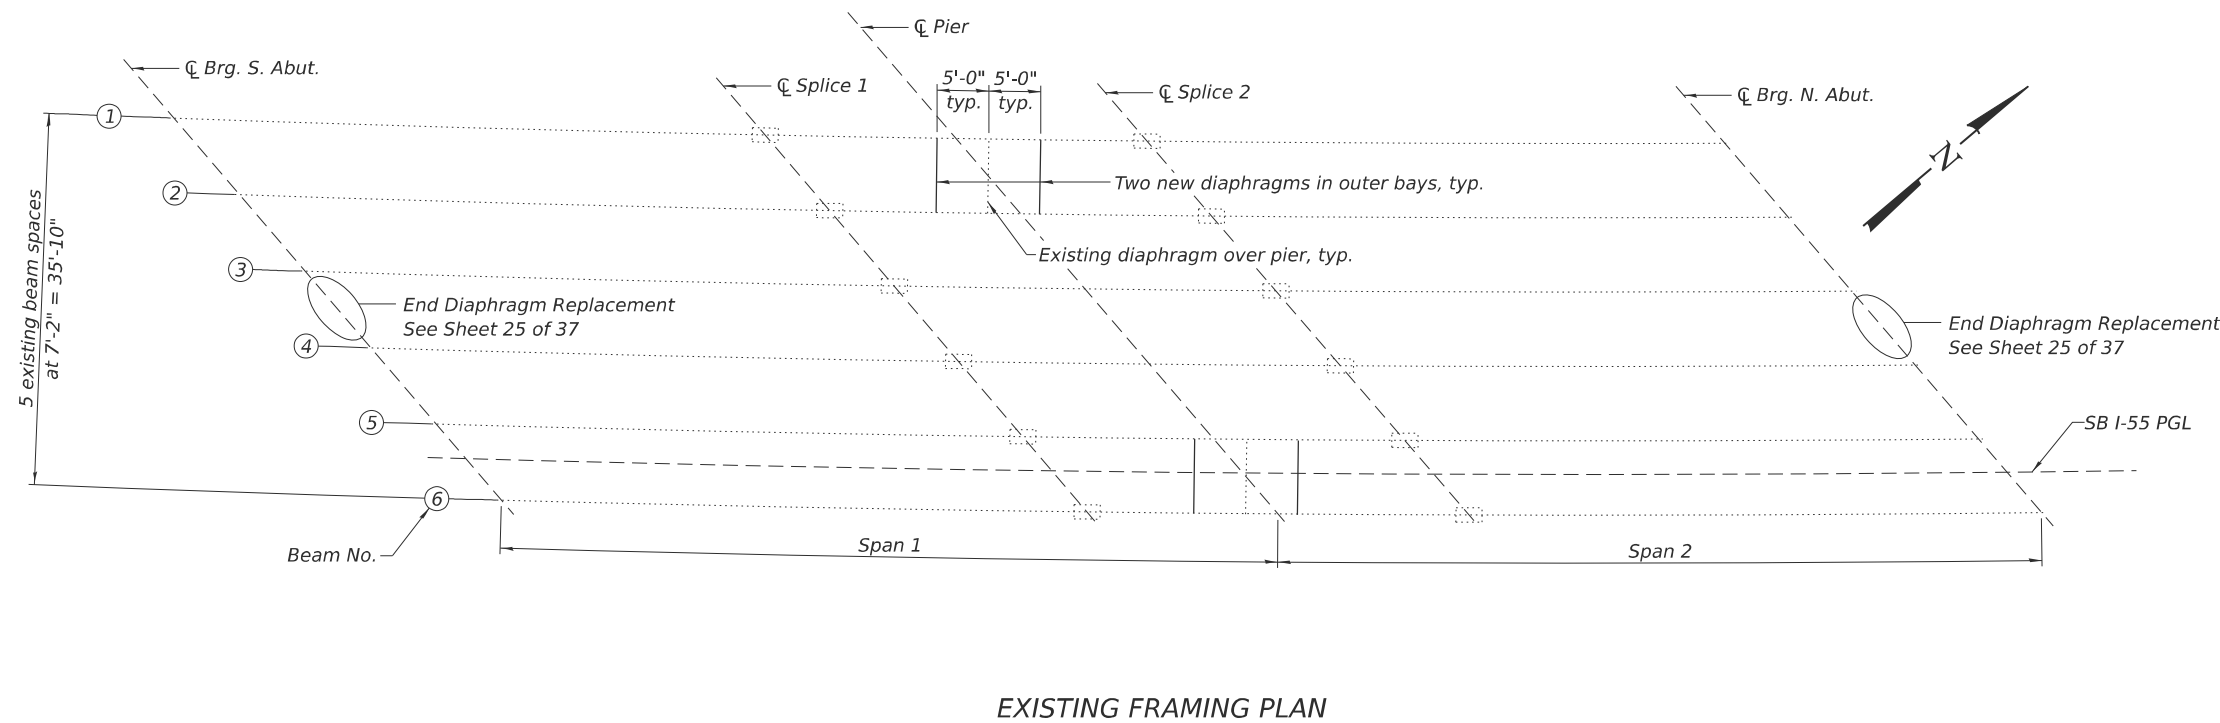 ℄ Pier
℄ Brg. S. Abut.
℄ Splice 1
5'-0" 5'-0"
typ. typ.
℄ Splice 2
℄ Brg. N. Abut.
1
N
Two new diaphragms in outer bays, typ.
2
5 existing beam spaces
at 7'-2" = 35'-10"
Existing diaphragm over pier, typ.
3
End Diaphragm Replacement
See Sheet 25 of 37
End Diaphragm Replacement
See Sheet 25 of 37
4
5
SB I-55 PGL
6
Beam No.
Span 1
Span 2
EXISTING FRAMING PLAN